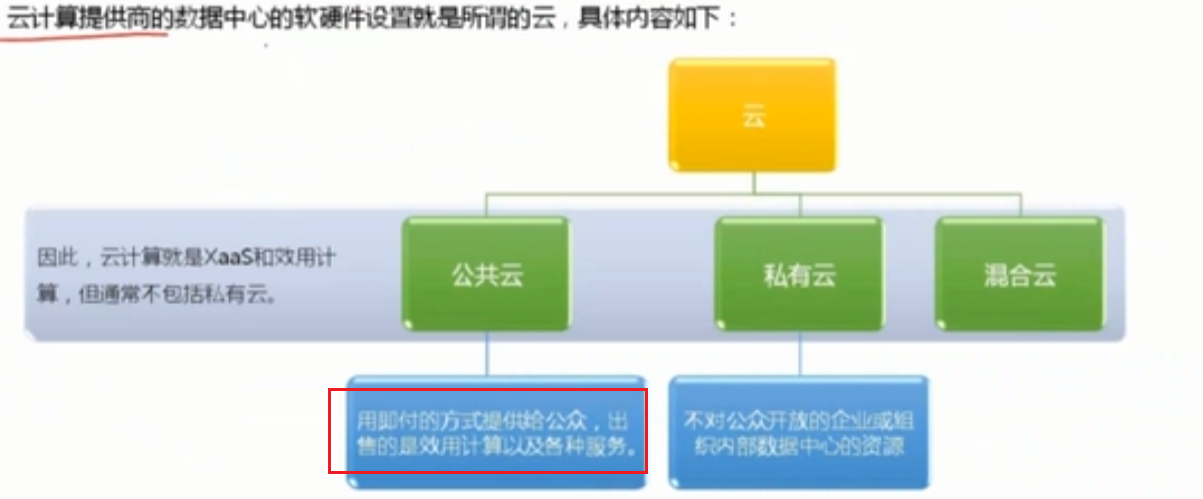 云计算提供商的数据中心的软硬件设置就是所谓的云，具体内容如下：
云
因此，云计算就是XaaS和效用计
算，但通常不包括私有云。
公共云
私有云
混合云
用即付的方式提供给公众，出
售的是效用计算以及各种服务。
不对公众开放的企业或组
织内部数据中心的资源